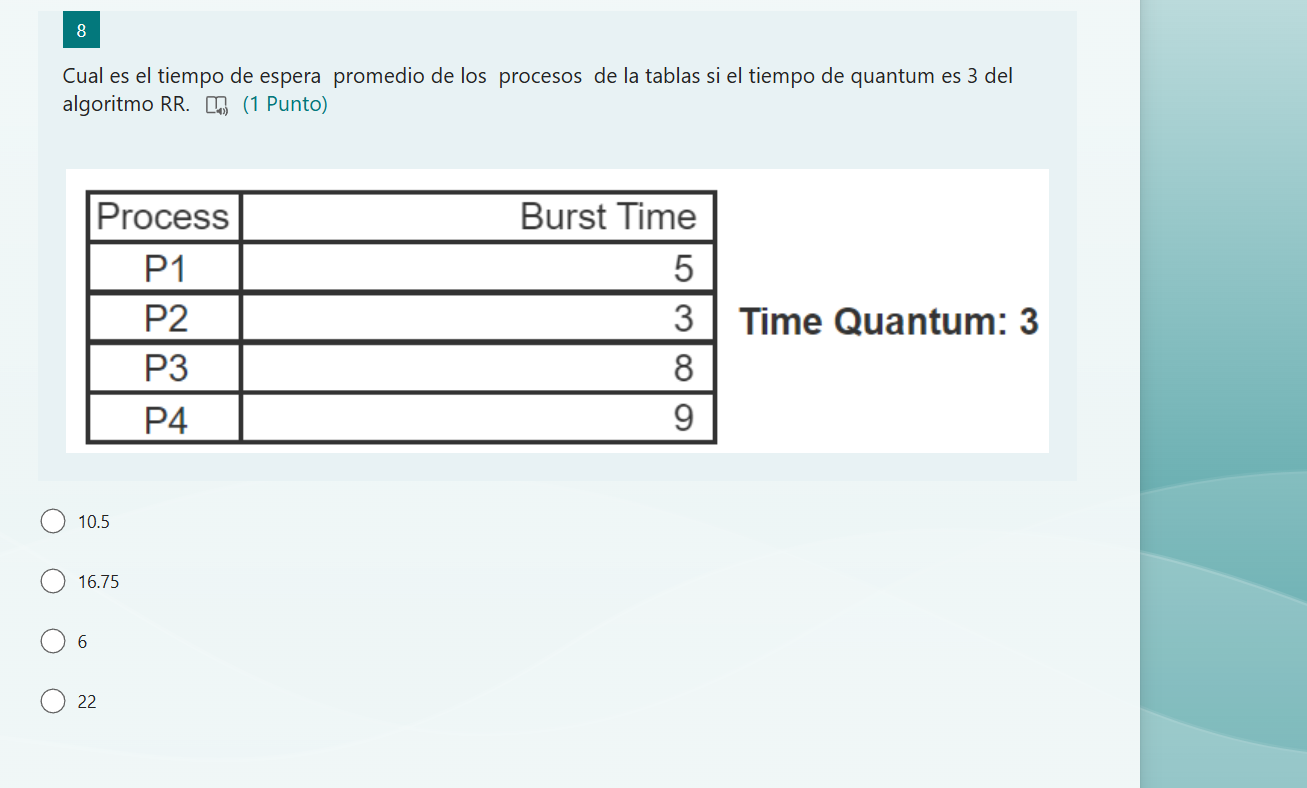 8
Cual es el tiempo de espera promedio de los procesos de la tablas si el tiempo de quantum es 3 del
algoritmo RR. (1 Punto)
Process Burst Time
P1 5
P2 3
Time Quantum: 3
P3 8
P4 9
10.5
16.75
6
22